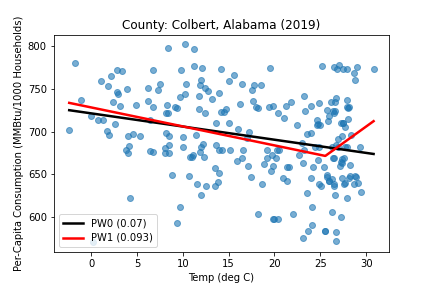 County: Colbert, Alabama (2019)
Per-Capita Consumption (MMBtu/1000 Households)
800
750
700
650
600
PW0 (0.07)
PW1 (0.093)
0 5 10 15 20 25 30
Temp (deg C)